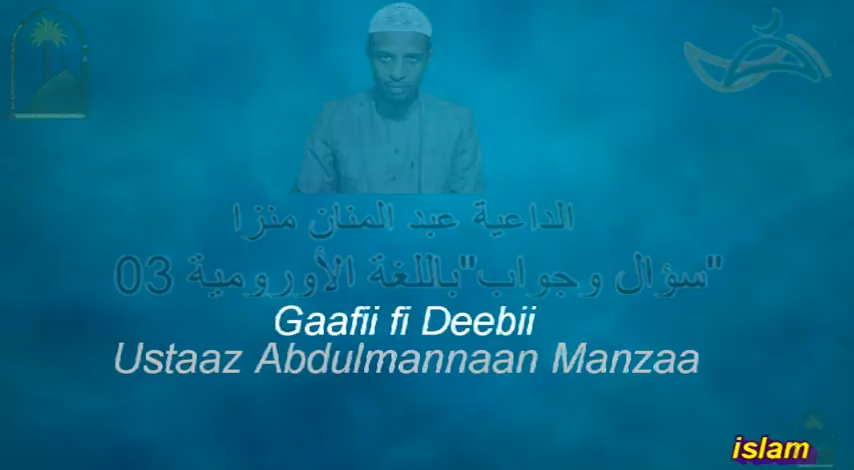 الداعية عبد المنان منزا
"سؤال وجواب"باللغة الأورومية 03
Gaafii fi Deebii
Ustaaz Abdulmannaan Manzaa
islam